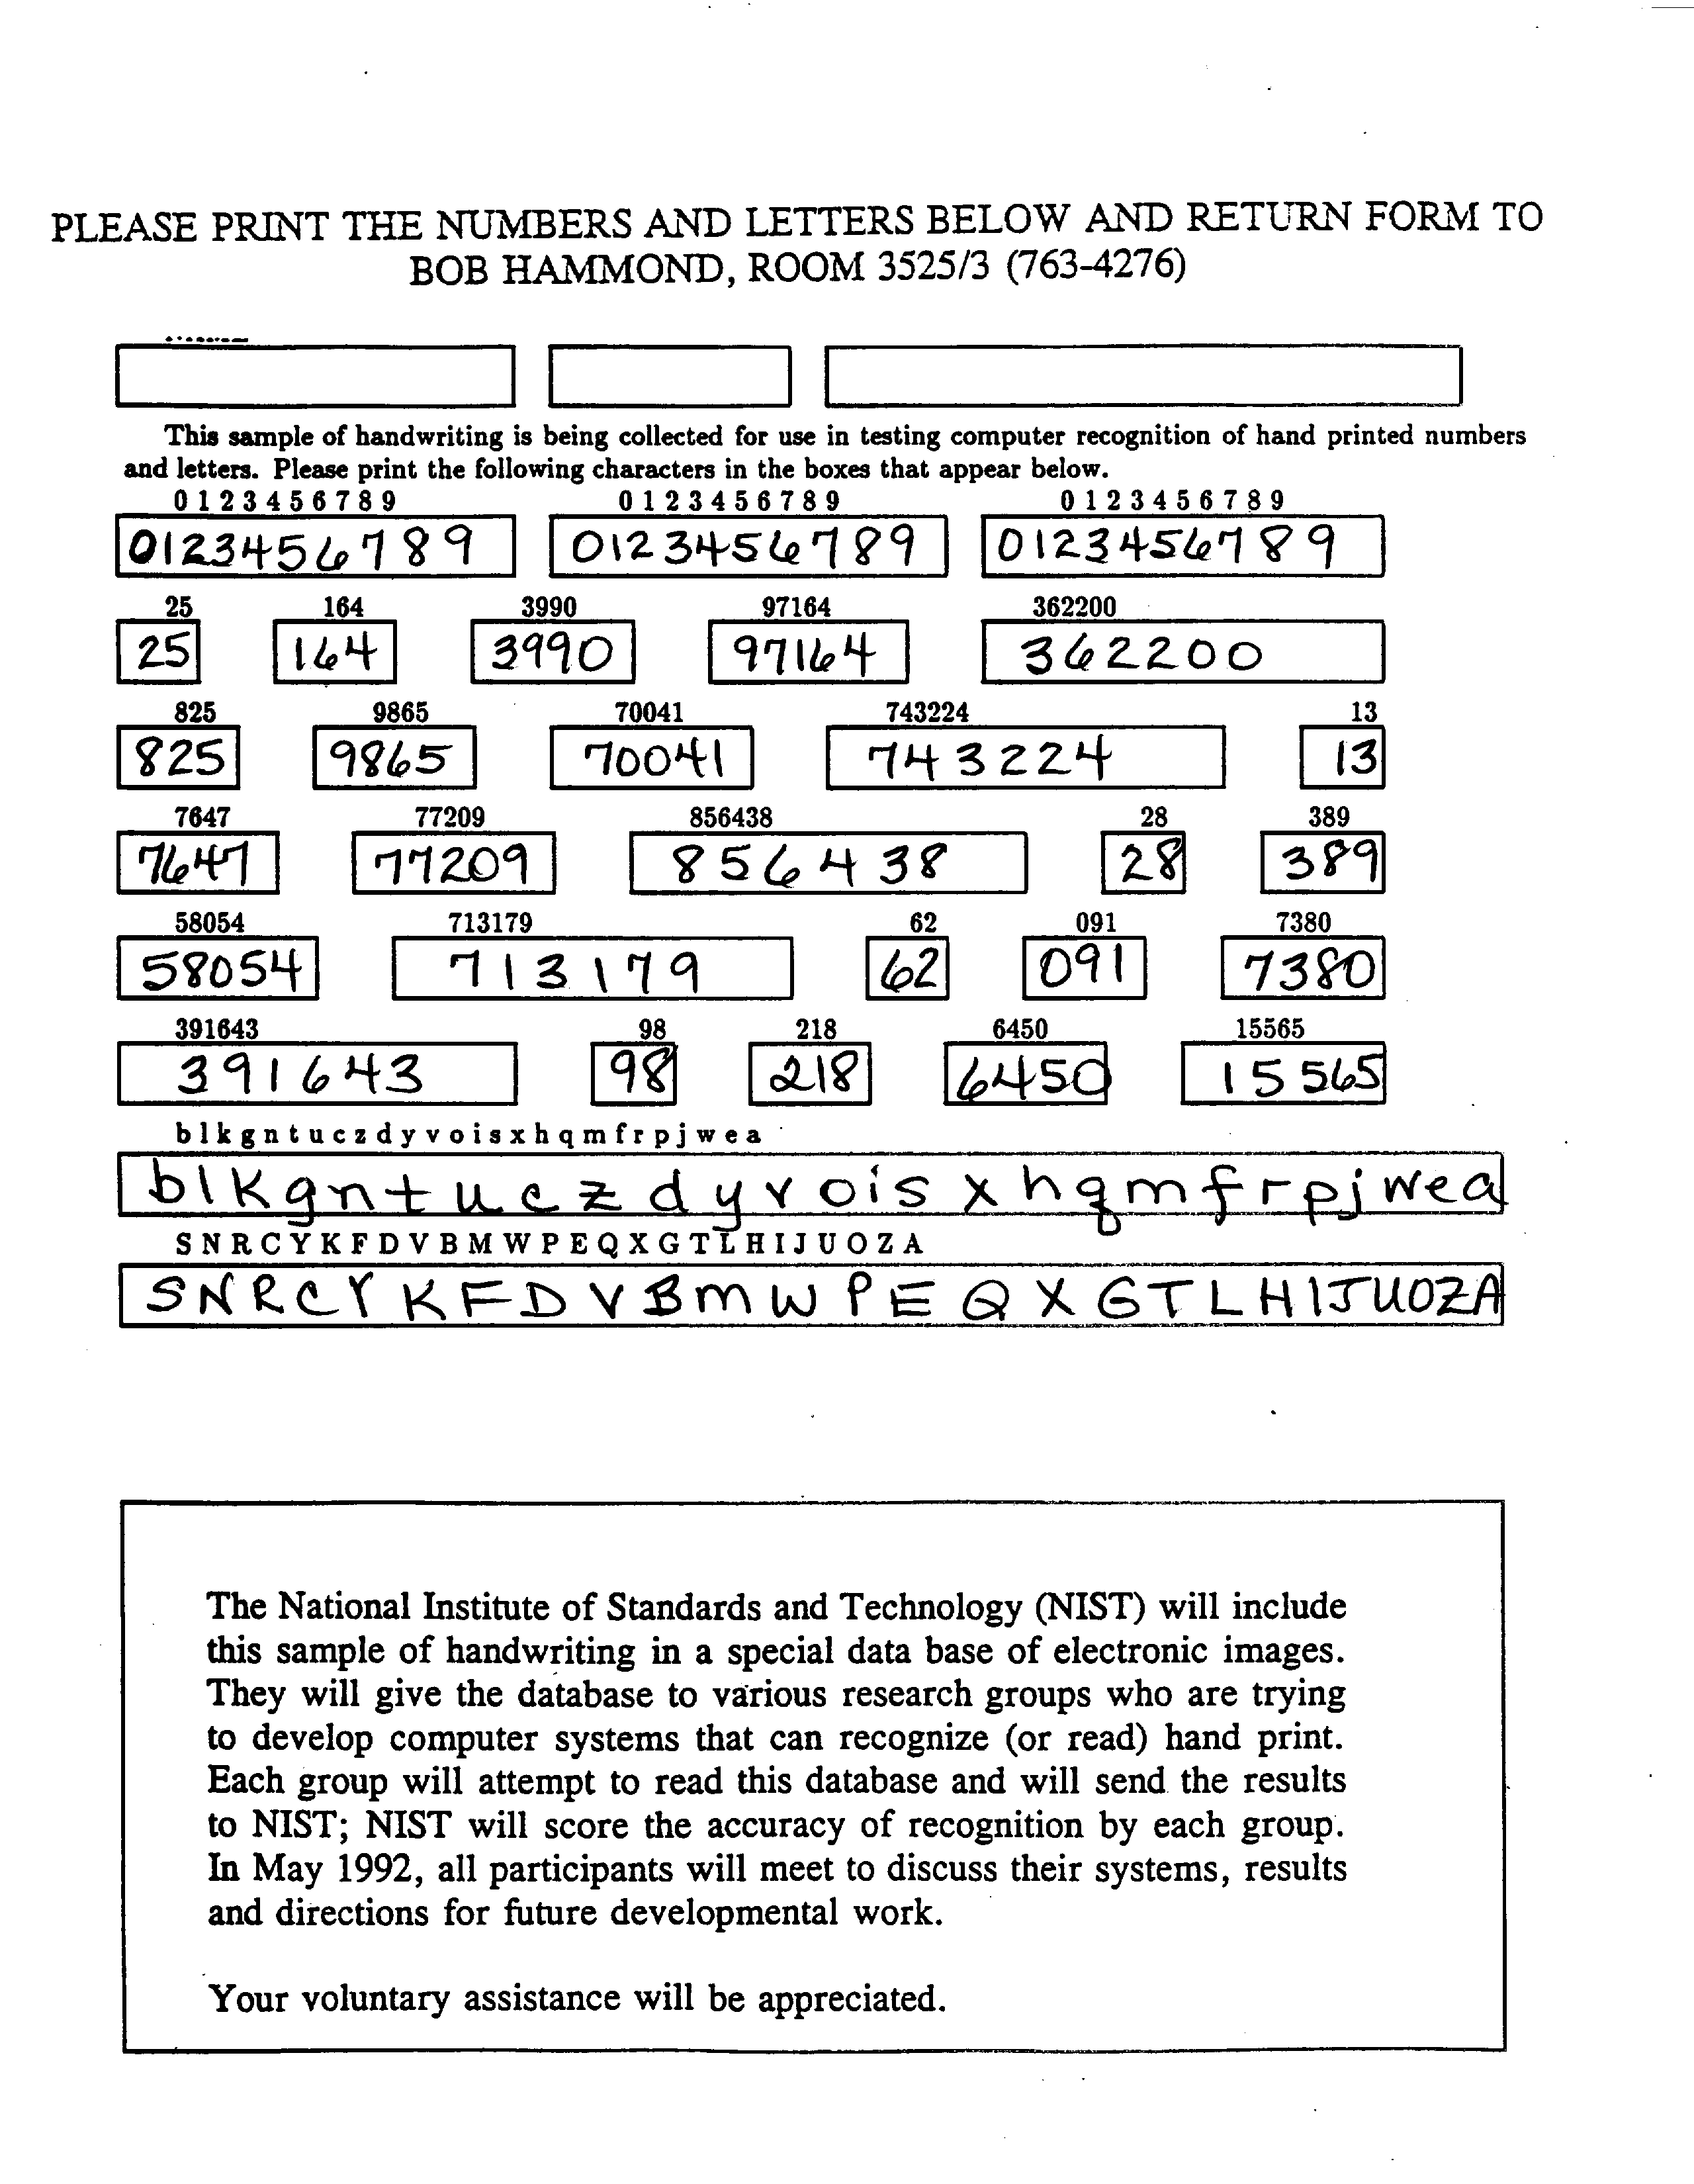 PLEASE PRINT THE NUMBERS AND LETTERS BELOW AND RETURN FORM TO
BOB HAMMOND, ROOM 3525/3 (763-4276)
This sample of handwriting is being collected for use in testing computer recognition of hand printed numbers
and letters. Please print the following characters in the boxes that appear below.
0 1 2 3 4 5 6 7 8 9 0 1 2 3 4 5 6 7 8 9 0 1 2 3 4 5 6 7 8 9
0123456789 0123456789 0123456789
25 164 3990 97164 362200
25 164 3990 97164 362200
825 9865 70041 743224 13
825 9865 70041 743224 13
7647 77209 856438 28 389
7647 77209 856438 28 389
58054 713179 62 091 7380
58054 713179 62 091 7380
391643 98 218 6450 15565
391643 98 218 6450 15565
b l k g n t u c z d y v o i s x h q m f r p j w e a
b l k g n t u c z d y v o i s x h q m f r p j w e a
S N R C Y K F D V B M W P E Q X G T L H I J U O Z A
S N R C Y K F D V B M W P E Q X G T L H I J U O Z A
The National Institute of Standards and Technology (NIST) will include
this sample of handwriting in a special data base of electronic images.
They will give the database to various research groups who are trying
to develop computer systems that can recognize (or read) hand print.
Each group will attempt to read this database and will send the results
to NIST; NIST will score the accuracy of recognition by each group.
In May 1992, all participants will meet to discuss their systems, results
and directions for future developmental work.
Your voluntary assistance will be appreciated.